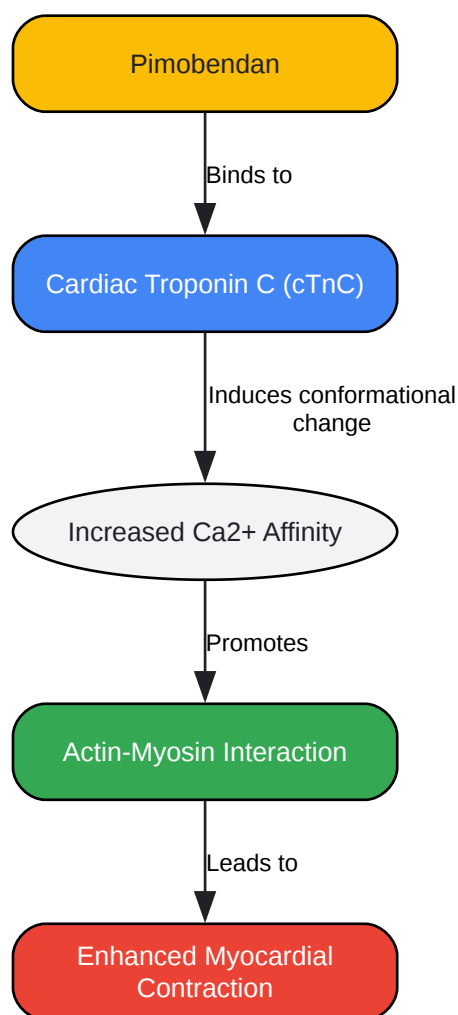 Pimobendan
Binds to
Cardiac Troponin C (cTnC)
Induces conformational
change
Increased Ca2+ Affinity
Promotes
Actin-Myosin Interaction
Leads to
Enhanced Myocardial
Contraction